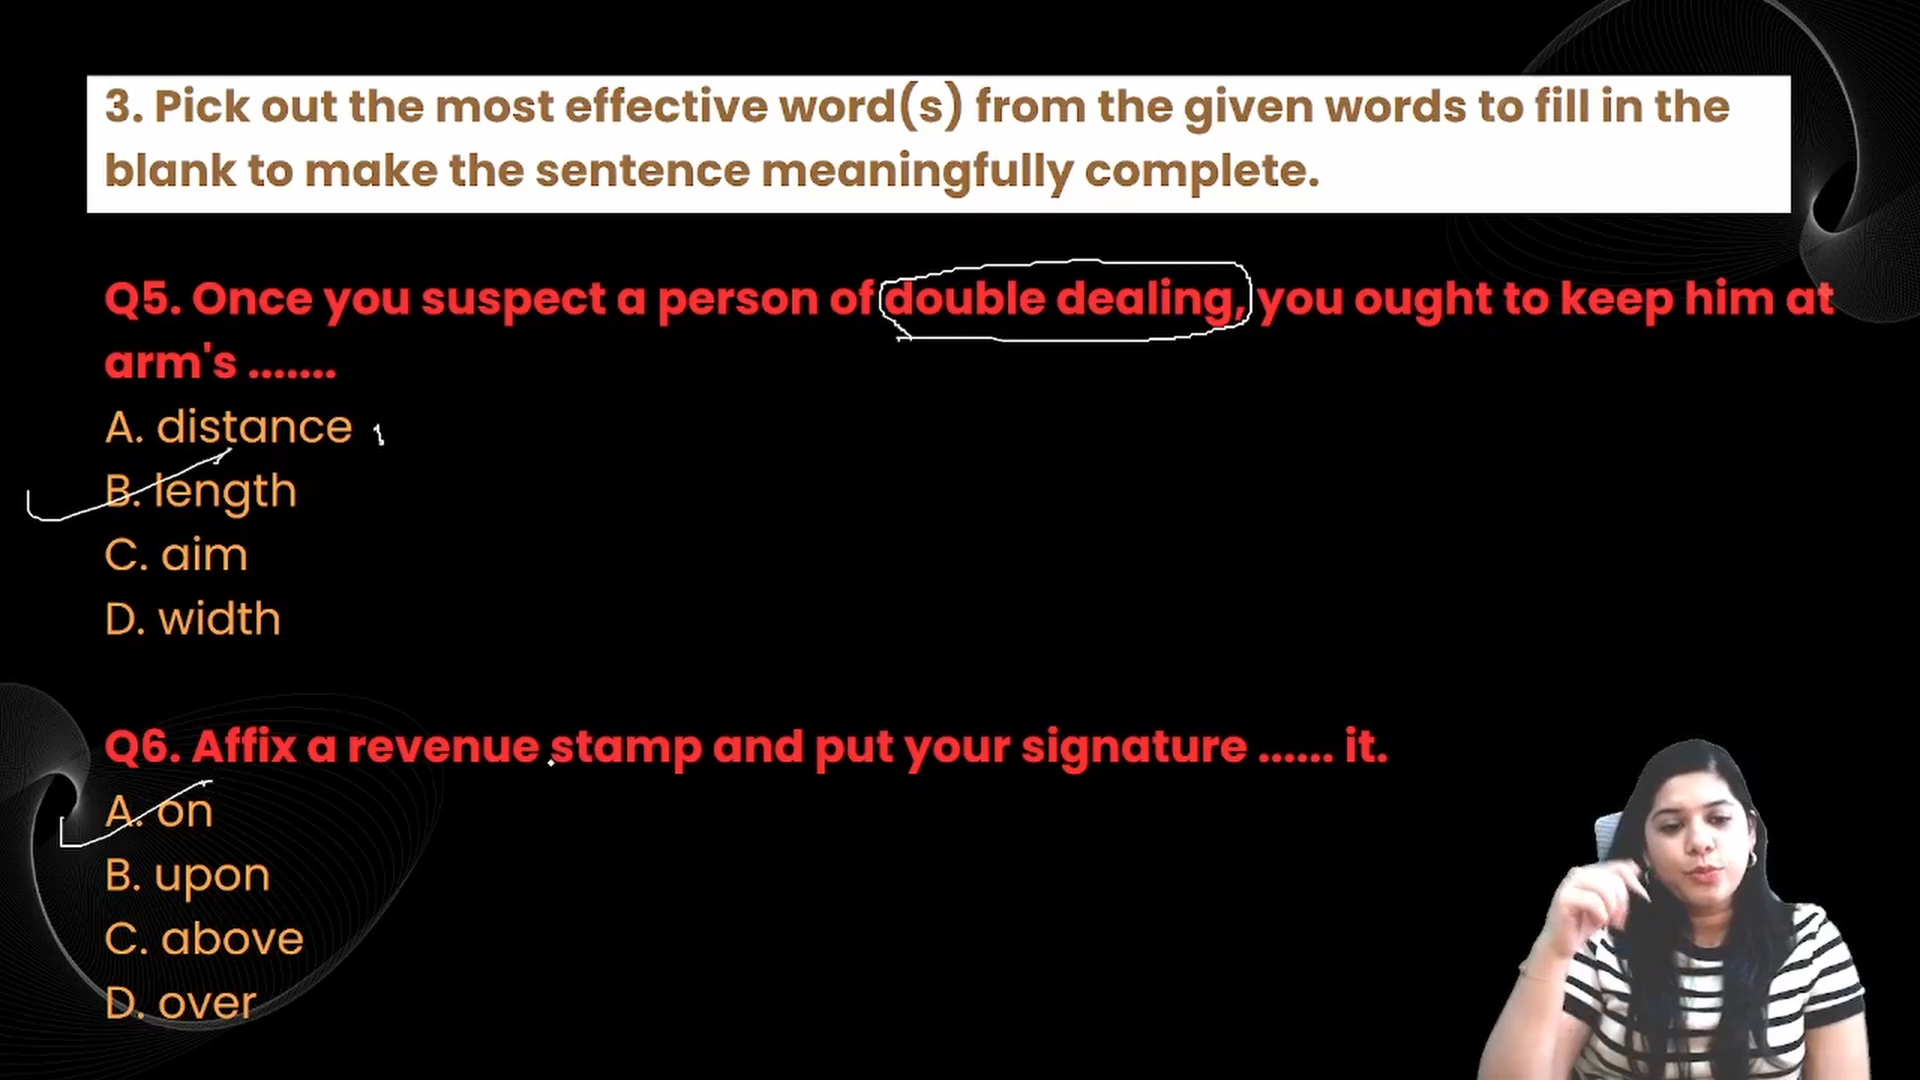 3. Pick out the most effective word(s) from the given words to fill in the
blank to make the sentence meaningfully complete.
Q5. Once you suspect a person of double dealing, you ought to keep him at
arm's .......
A. distance
B. length
C. aim
D. width
Q6. Affix a revenue stamp and put your signature ...... it.
A. on
B. upon
C. above
D. over